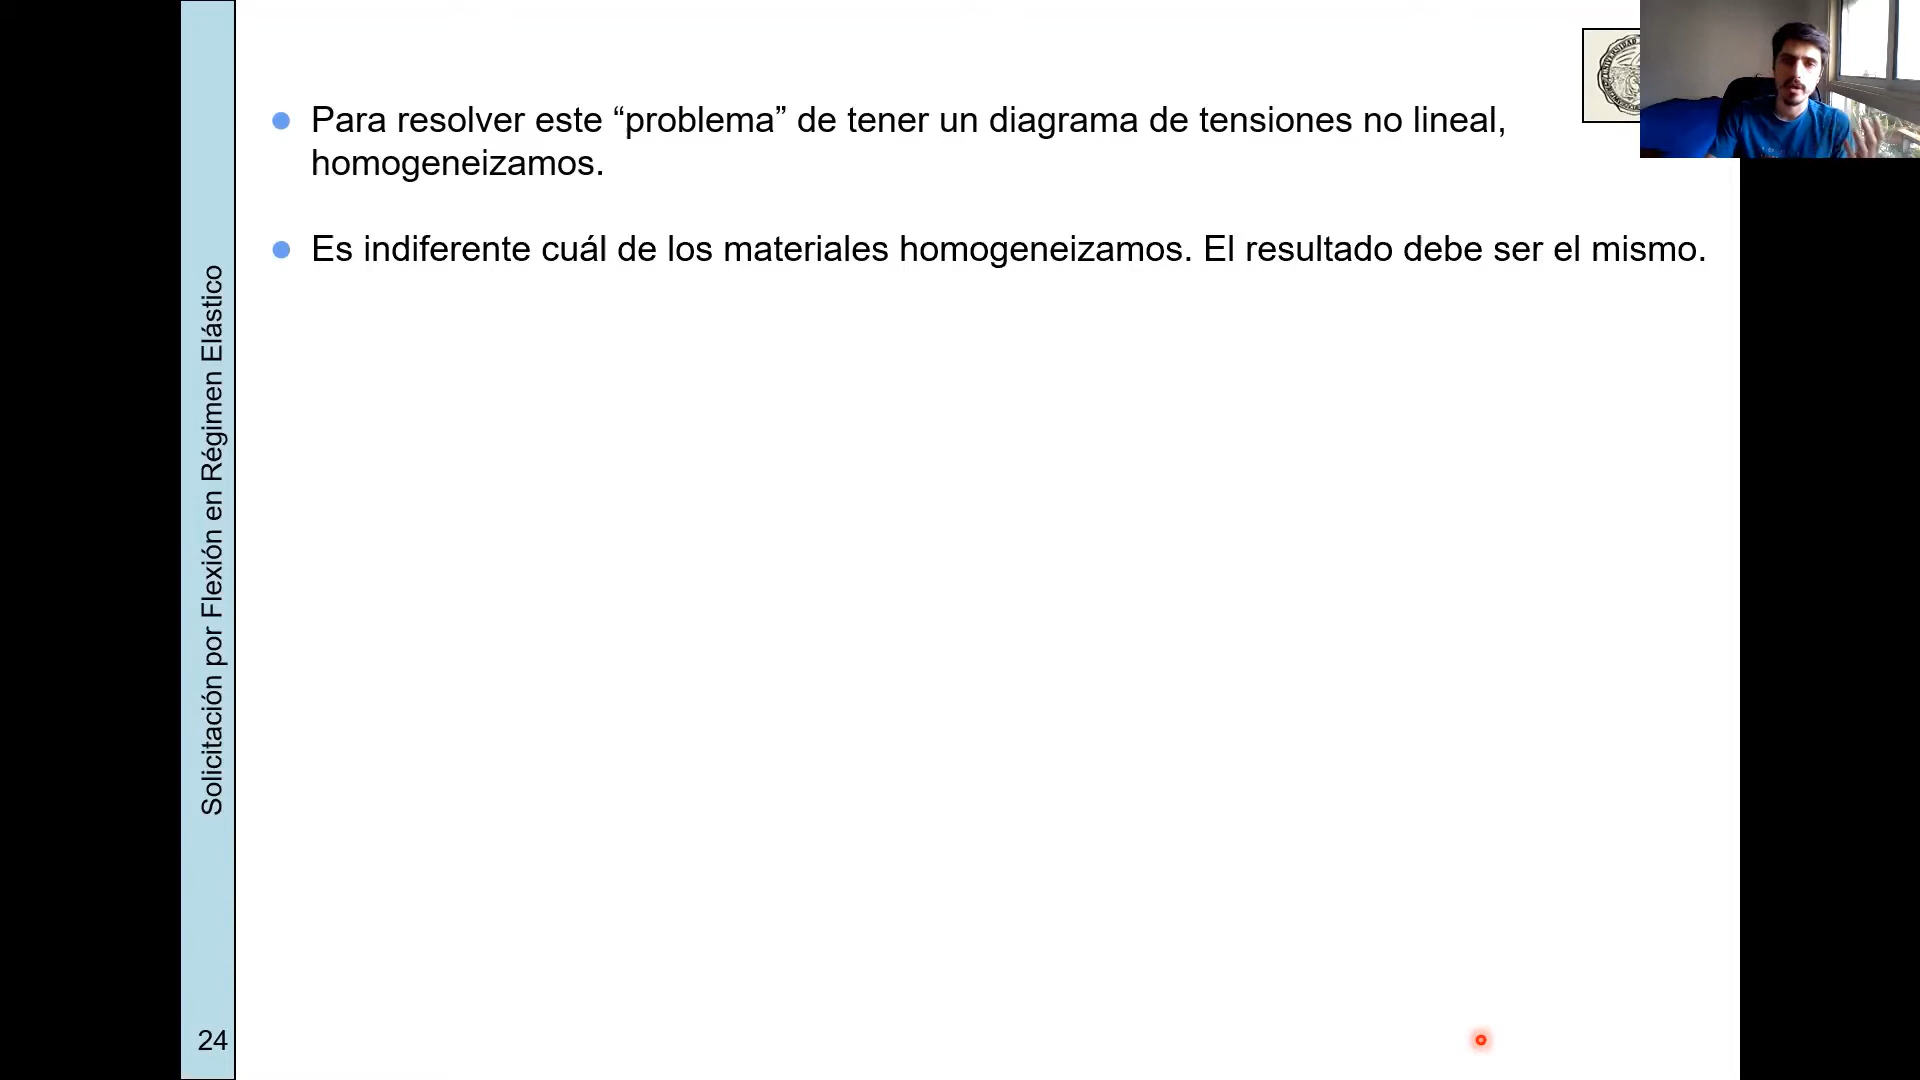 Para resolver este “problema” de tener un diagrama de tensiones no lineal,
homogeneizamos.
Es indiferente cuál de los materiales homogeneizamos. El resultado debe ser el mismo.
Solicitación por Flexión en Régimen Elástico
24